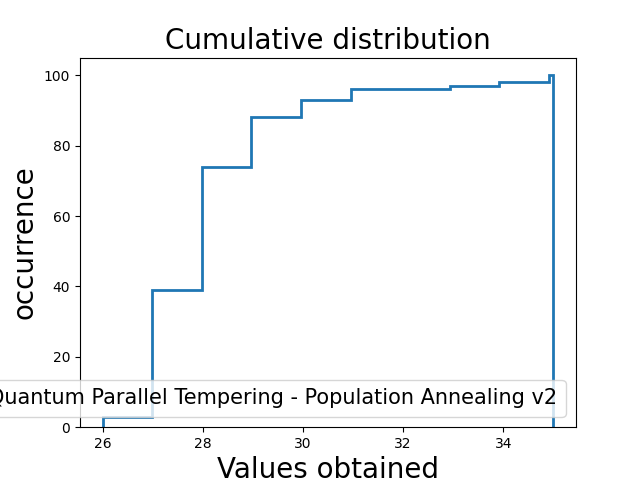 Cumulative distribution
occurrence
100
80
60
40
20
0
Quantum Parallel Tempering - Population Annealing v2
26 28 30 32 34
Values obtained